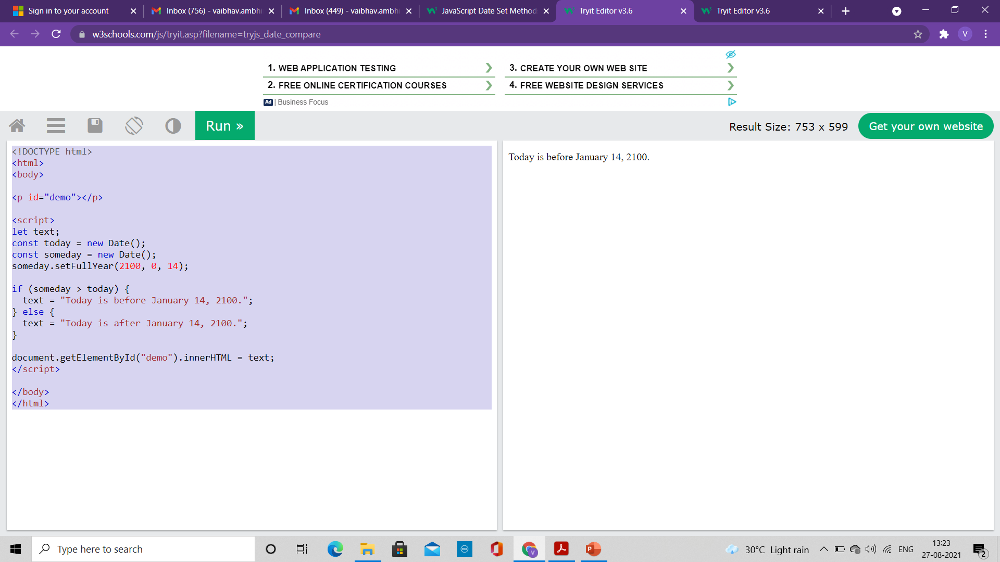 Sign in to your account
Inbox (756) - vaibhav.ambhi
Inbox (449) - vaibhav.ambhi
JavaScript Date Set Method
Tryit Editor v3.6
Tryit Editor v3.6
w3schools.com/js/tryit.asp?filename=tryjs_date_compare
V
1. WEB APPLICATION TESTING
2. FREE ONLINE CERTIFICATION COURSES
3. CREATE YOUR OWN WEB SITE
4. FREE WEBSITE DESIGN SERVICES
Ad | Business Focus
Run »
Result Size: 753 x 599
Get your own website
<!DOCTYPE html>
<html>
<body>
<p id="demo"></p>
<script>
let text;
const today = new Date();
const someday = new Date();
someday.setFullYear(2100, 0, 14);
if (someday > today) {
  text = "Today is before January 14, 2100.";
} else {
  text = "Today is after January 14, 2100.";
}
document.getElementById("demo").innerHTML = text;
</script>
</body>
</html>
Today is before January 14, 2100.
Type here to search
DELL
V
P
30°C Light rain
ENG
13:23
27-08-2021
2